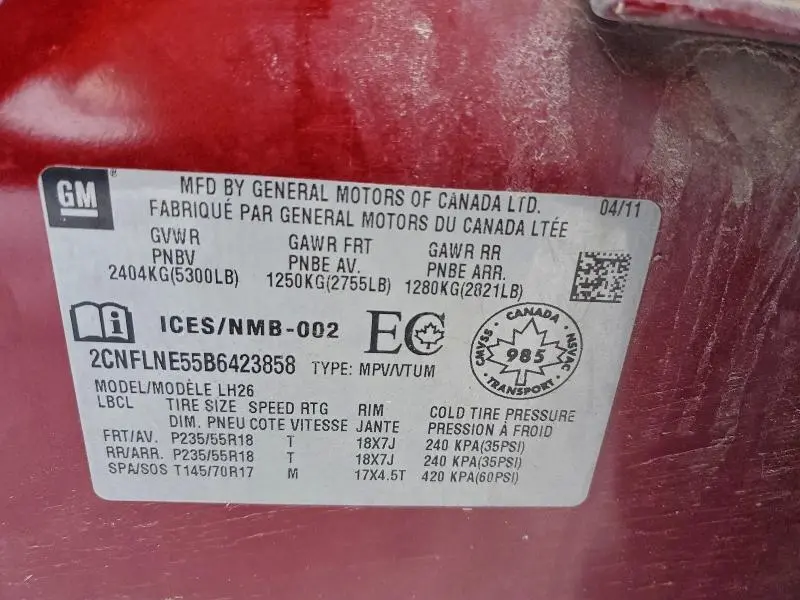 GM®
MFD BY GENERAL MOTORS OF CANADA LTD. 04/11
FABRIQUÉ PAR GENERAL MOTORS DU CANADA LTÉE
GVWR GAWR FRT GAWR RR
PNBV PNBE AV. PNBE ARR.
2404KG(5300LB) 1250KG(2755LB) 1280KG(2821LB)
i ICES/NMB-002 EC
CANADA
CMVSS 985 NSVAC
TRANSPORT
2CNFLNE55B6423858 TYPE: MPV/VTUM
MODEL/MODÈLE LH26
LBCL TIRE SIZE SPEED RTG RIM COLD TIRE PRESSURE
DIM. PNEU COTE VITESSE JANTE PRESSION À FROID
FRT/AV. P235/55R18 T 18X7J 240 KPA(35PSI)
RR/ARR. P235/55R18 T 18X7J 240 KPA(35PSI)
SPA/SOS T145/70R17 M 17X4.5T 420 KPA(60PSI)